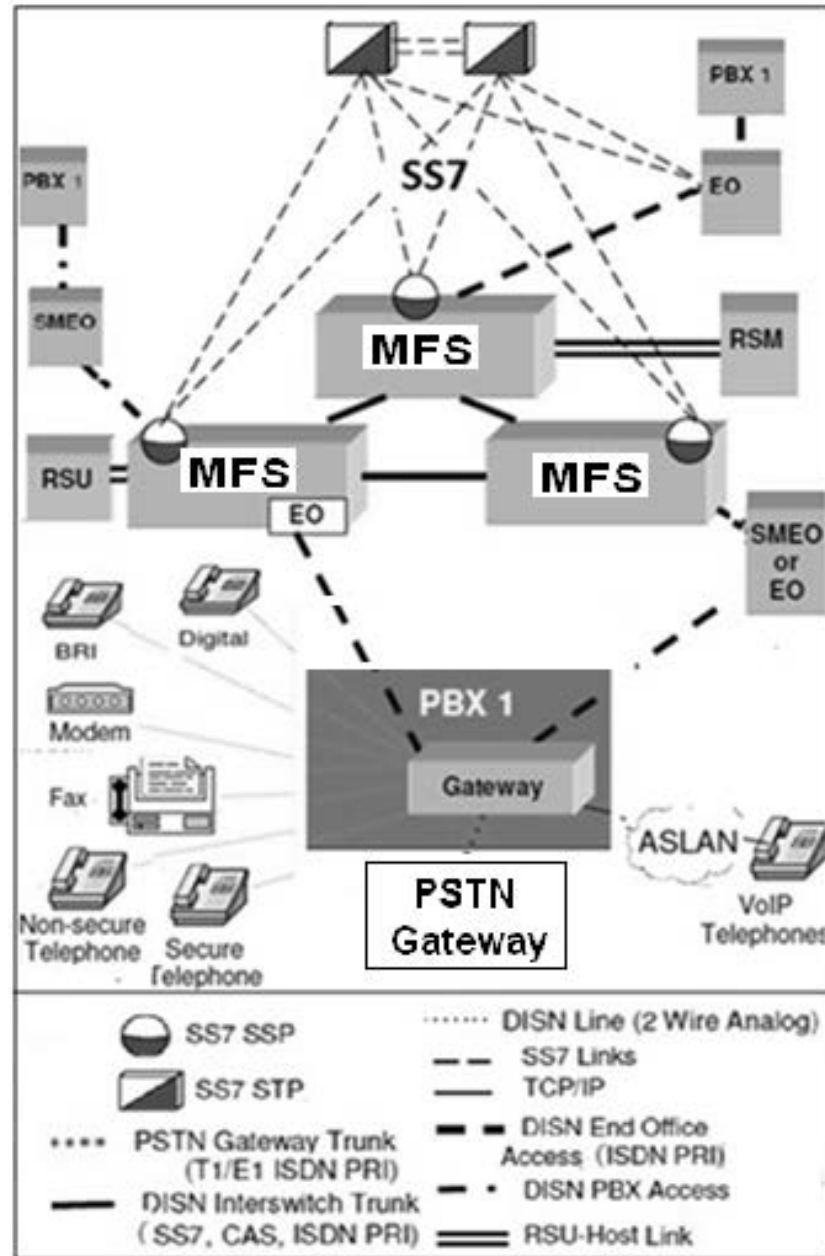 PBX 1
PBX 1
SS7
EO
SMEO
MFS
RSM
RSU
MFS
MFS
EO
SMEO
or
EO
BRI
Digital
PBX 1
Modem
Gateway
Fax
ASLAN
PSTN
Gateway
Non-secure
Telephone
Secure
Telephone
VoIP
Telephones
SS7 SSP
SS7 STP
PSTN Gateway Trunk
(T1/E1 ISDN PRI)
DISN Interswitch Trunk
(SS7, CAS, ISDN PRI)
DISN Line (2 Wire Analog)
SS7 Links
TCP/IP
DISN End Office
Access (ISDN PRI)
DISN PBX Access
RSU-Host Link